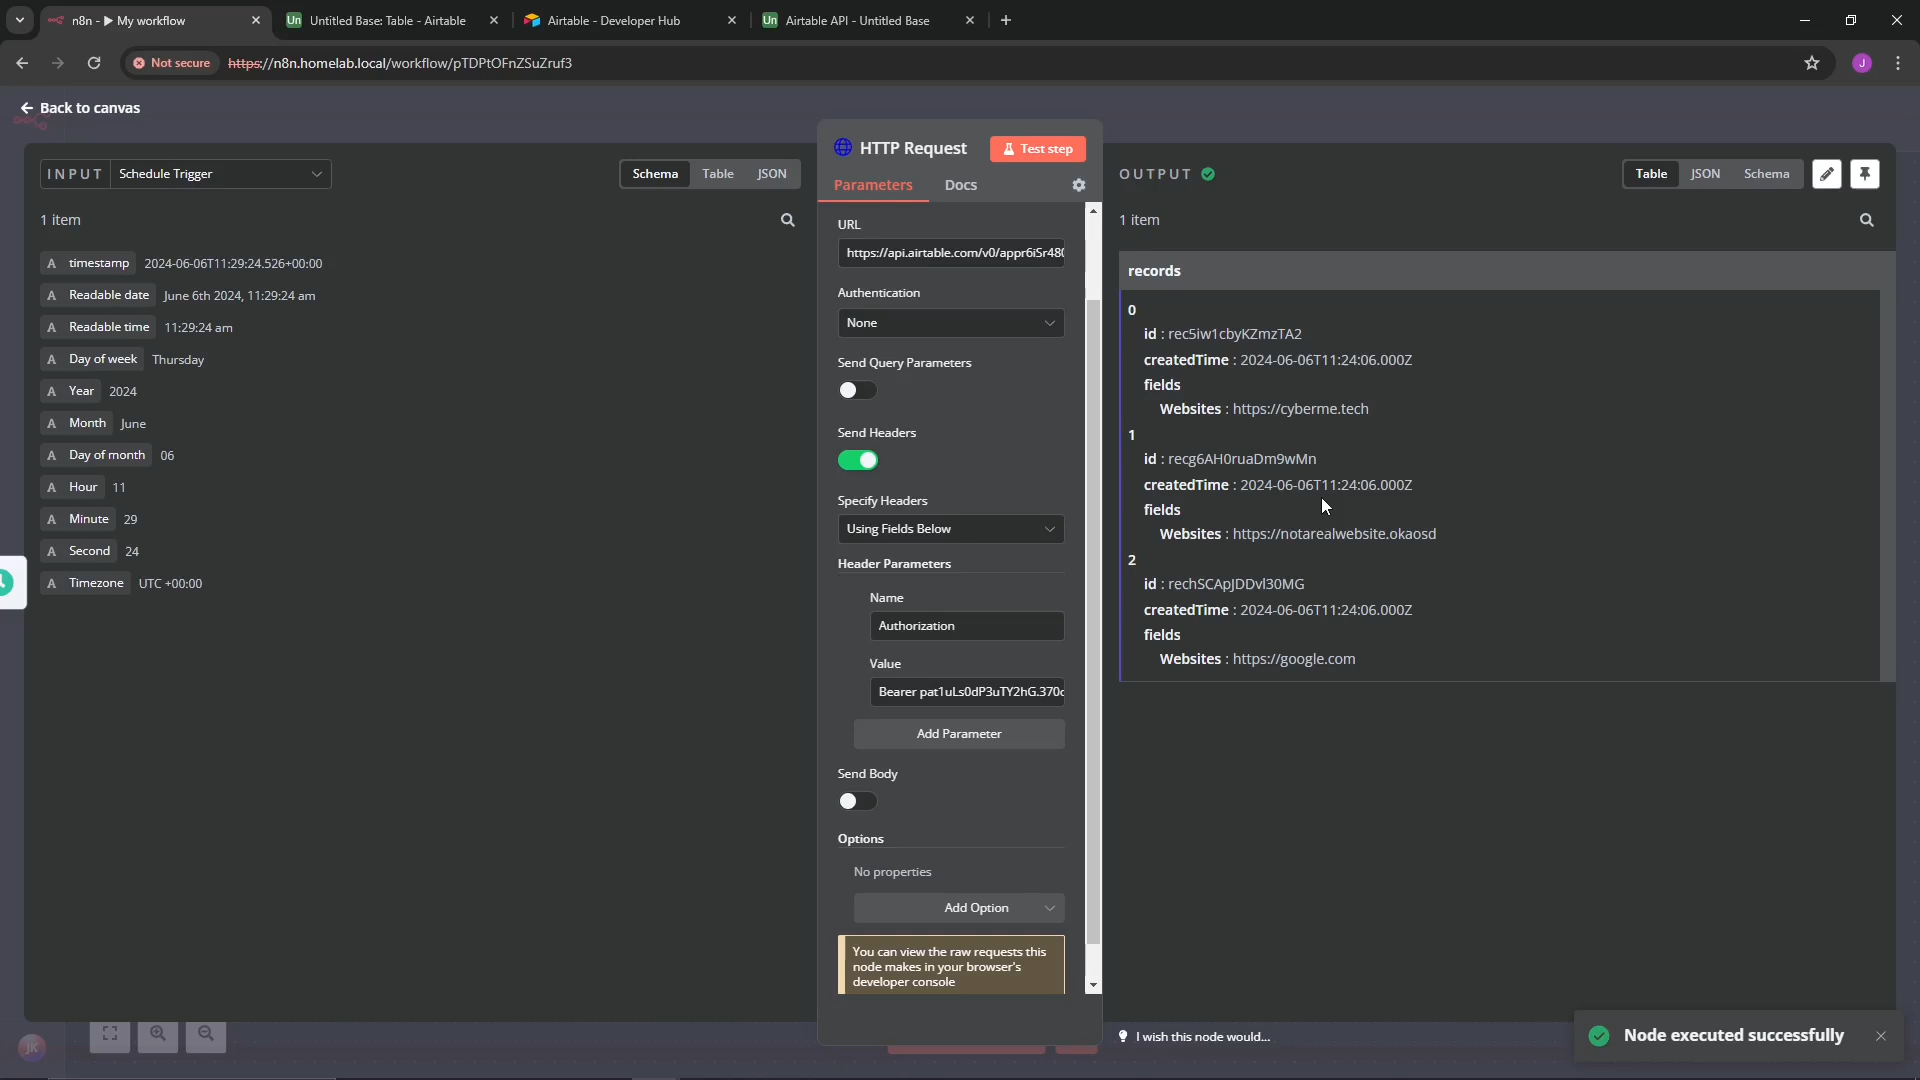 n8n - ▶ My workflow
Un Untitled Base: Table - Airtable
Airtable - Developer Hub
Un Airtable API - Untitled Base
Not secure https://n8n.homelab.local/workflow/pTDPtOFnZSuZruf3
J
Back to canvas
INPUT Schedule Trigger
Schema Table JSON
1 item
A timestamp 2024-06-06T11:29:24.526+00:00
A Readable date June 6th 2024, 11:29:24 am
A Readable time 11:29:24 am
A Day of week Thursday
A Year 2024
A Month June
A Day of month 06
A Hour 11
A Minute 29
A Second 24
A Timezone UTC +00:00
JK
HTTP Request Test step
Parameters Docs
URL
https://api.airtable.com/v0/appr6iSr480
Authentication
None
Send Query Parameters
Send Headers
Specify Headers
Using Fields Below
Header Parameters
Name
Authorization
Value
Bearer pat1uLs0dP3uTY2hG.370c
Add Parameter
Send Body
Options
No properties
Add Option
You can view the raw requests this
node makes in your browser's
developer console
OUTPUT
Table JSON Schema
1 item
records
0
id : rec5iw1cbyKZmzTA2
createdTime : 2024-06-06T11:24:06.000Z
fields
Websites : https://cyberme.tech
1
id : recg6AH0ruaDm9wMn
createdTime : 2024-06-06T11:24:06.000Z
fields
Websites : https://notarealwebsite.okaosd
2
id : rechSCApJDDvl30MG
createdTime : 2024-06-06T11:24:06.000Z
fields
Websites : https://google.com
I wish this node would...
Node executed successfully